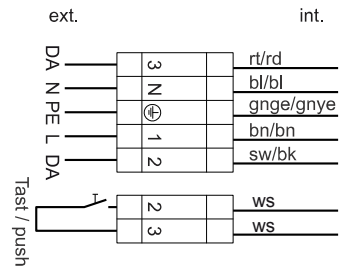 ext. int.
DA 3 rt/rd
N N bl/bl
PE gnge/gnye
L 1 bn/bn
DA 2 sw/bk
Tast / push
2 ws
3 ws